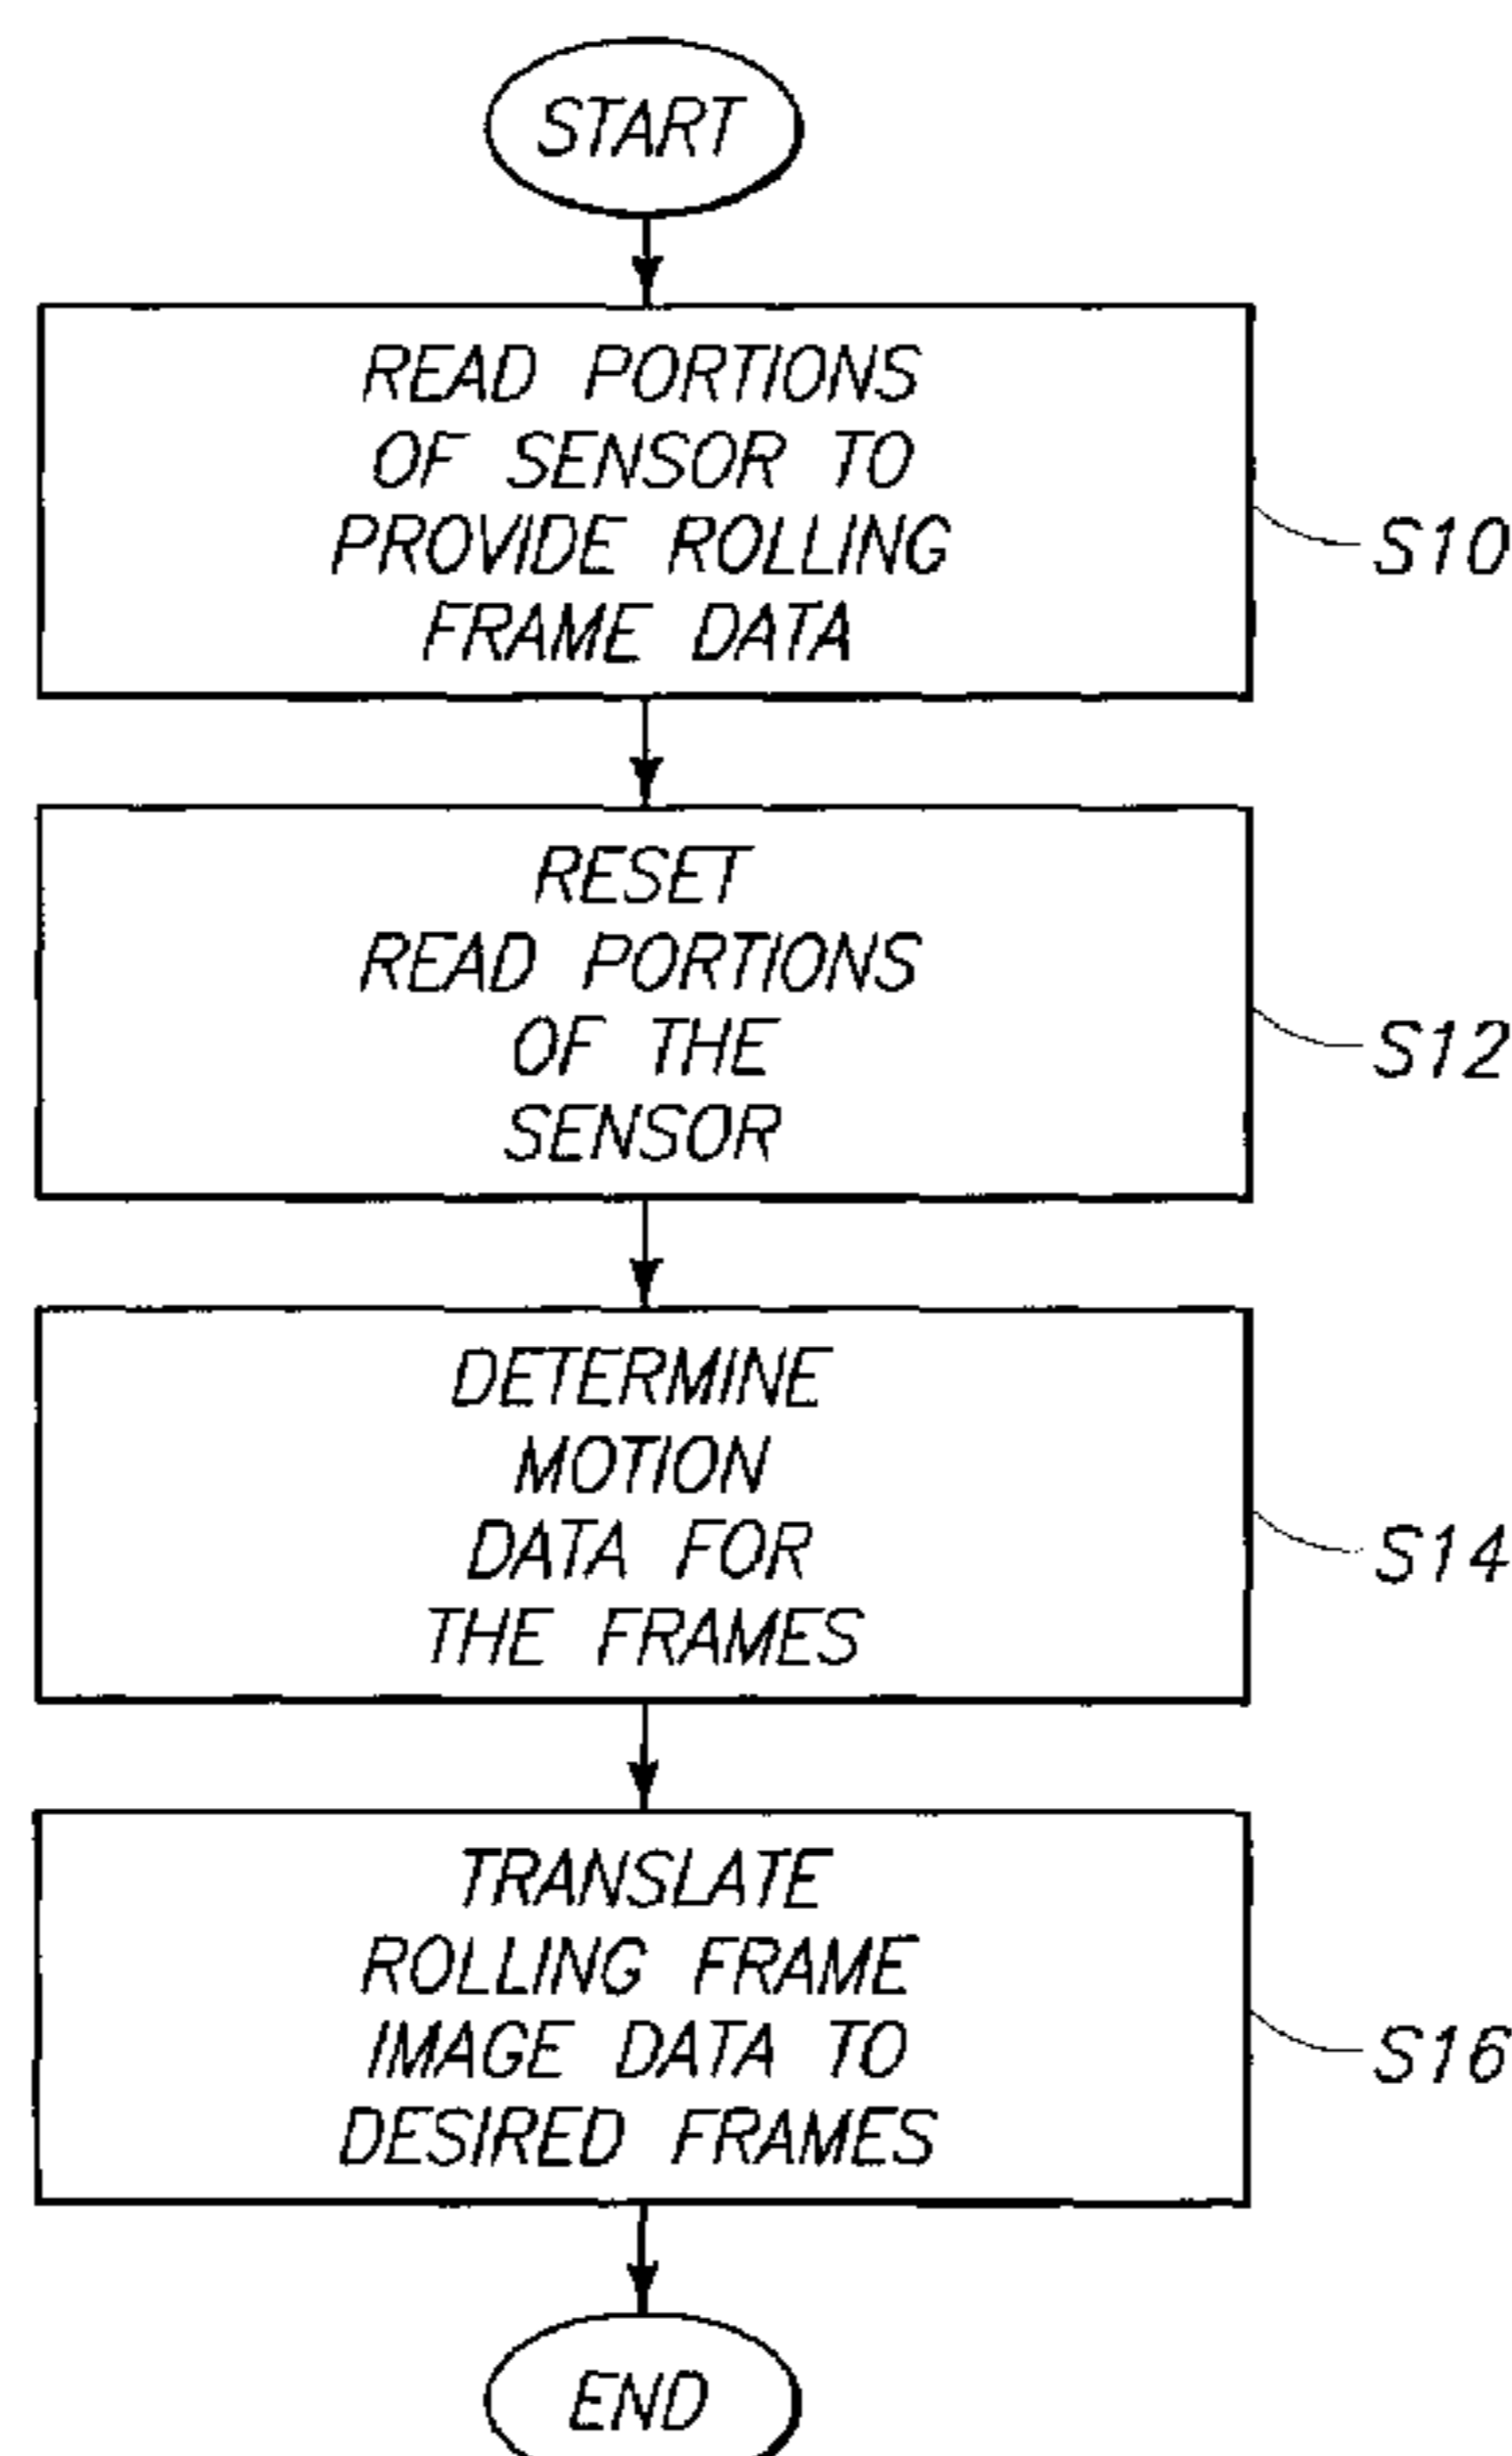 START
READ PORTIONS
OF SENSOR TO
PROVIDE ROLLING
FRAME DATA
S10
RESET
READ PORTIONS
OF THE
SENSOR
S12
DETERMINE
MOTION
DATA FOR
THE FRAMES
S14
TRANSLATE
ROLLING FRAME
IMAGE DATA TO
DESIRED FRAMES
S16
END